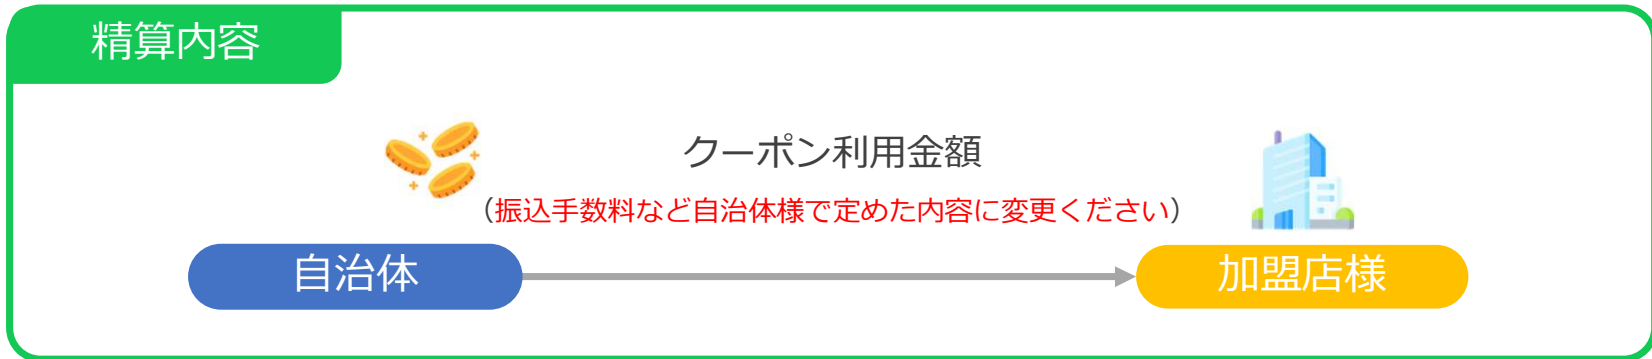 精算内容
クーポン利用金額
（振込手数料など自治体様で定めた内容に変更ください）
自治体
加盟店様